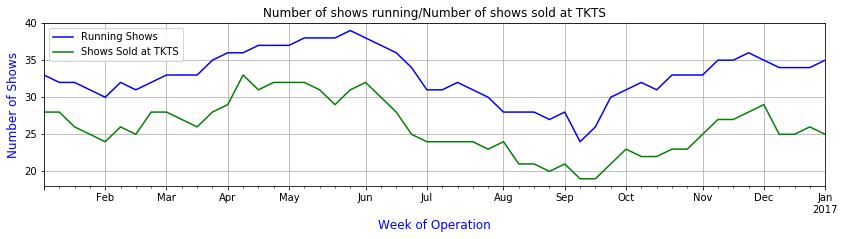 Number of shows running/Number of shows sold at TKTS
Number of Shows
40
35
30
25
20
Running Shows
Shows Sold at TKTS
Feb Mar Apr May Jun Jul Aug Sep Oct Nov Dec Jan
2017
Week of Operation